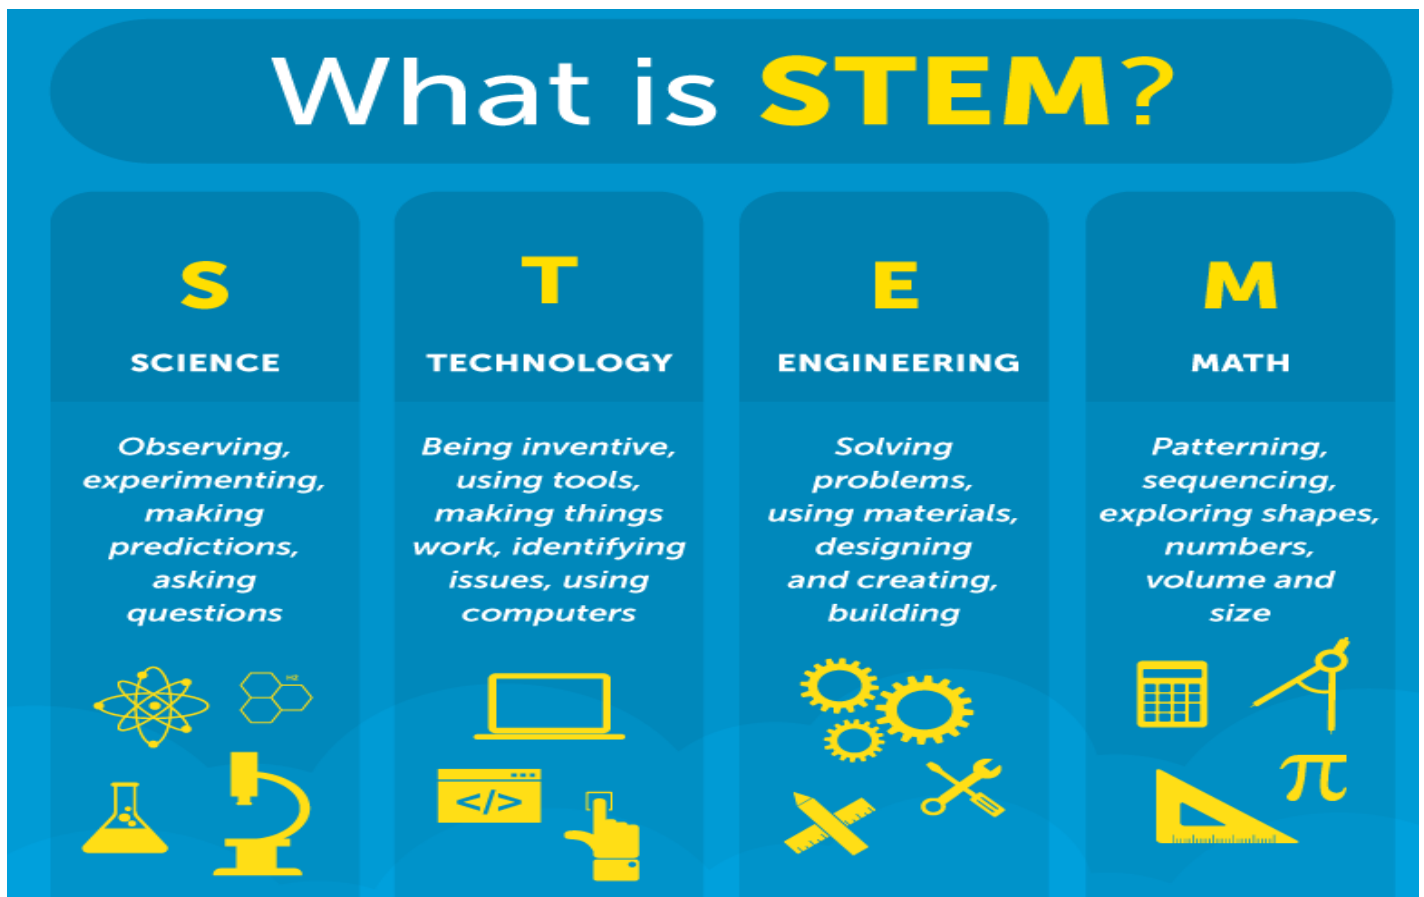 What is STEM?
S
SCIENCE
Observing,
experimenting,
making
predictions,
asking
questions
H2
T
TECHNOLOGY
Being inventive,
using tools,
making things
work, identifying
issues, using
computers
</>
E
ENGINEERING
Solving
problems,
using materials,
designing
and creating,
building
M
MATH
Patterning,
sequencing,
exploring shapes,
numbers,
volume and
size
π